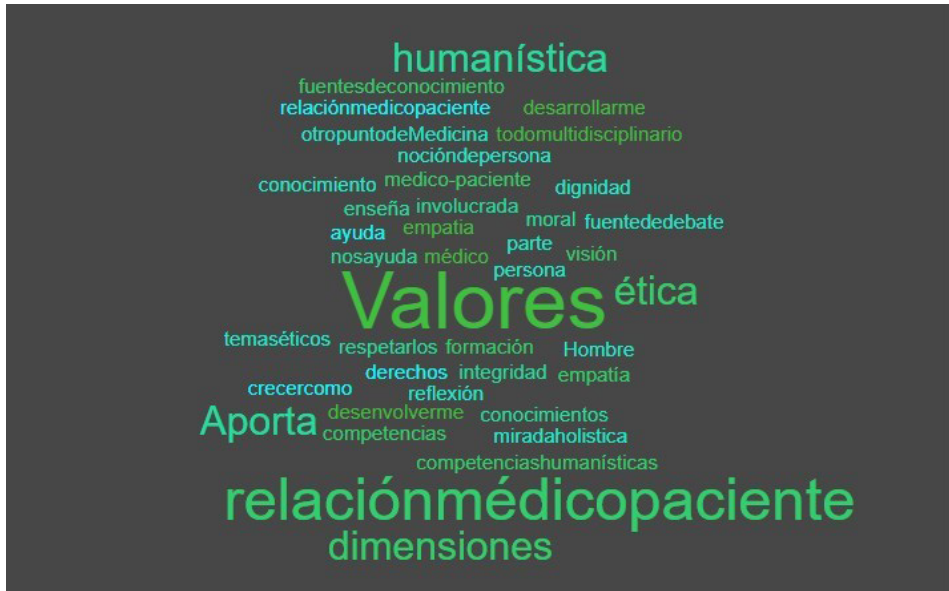 humanística
fuentesdeconocimiento
relaciónmedicopaciente desarrollarme
otropuntodeMedicina todomultidisciplinario
nocióndepersona
conocimiento medico-paciente dignidad
enseña involucrada
moral fuentededebate
ayuda empatia
parte
nosayuda médico visión
persona
Valores ética
temaséticos respetarlos formación Hombre
derechos integridad empatía
crecercomo reflexión
Aporta desenvolverme conocimientos
competencias miradaholistica
competenciashumanísticas
relaciónmédicopaciente
dimensiones